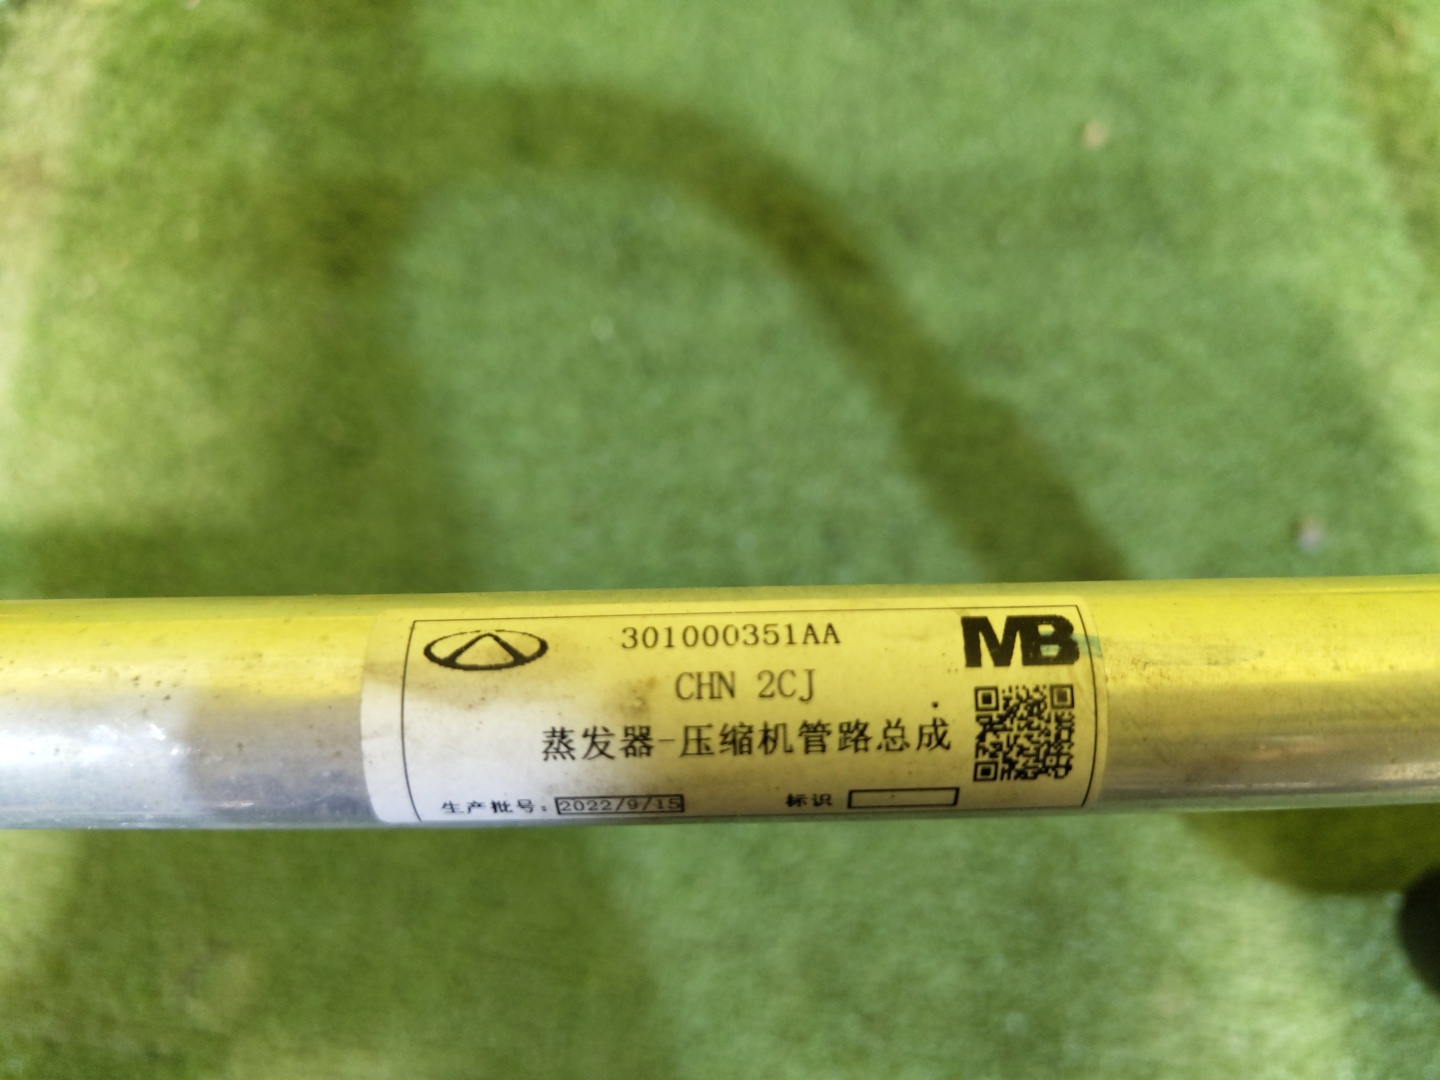 301000351AA
MB
CHN 2CJ
蒸发器-压缩机管路总成
生产批号: 2022/9/15
标识